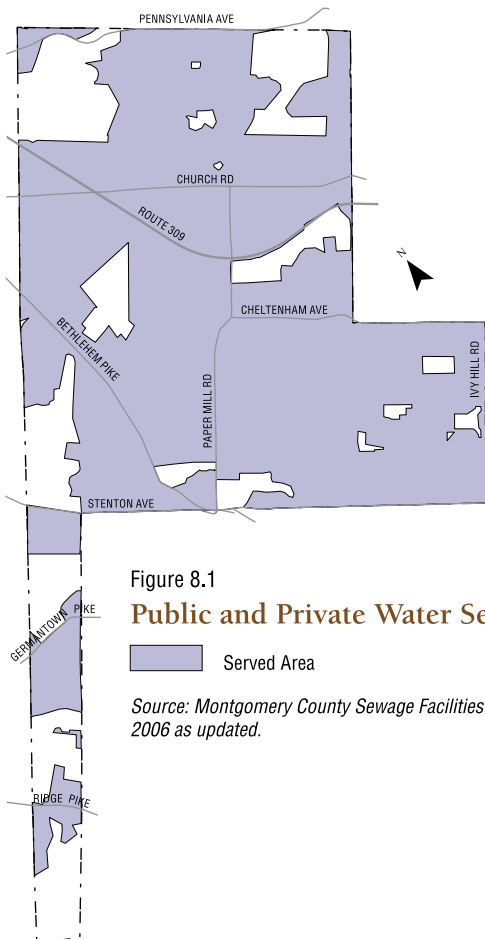 PENNSYLVANIA AVE
CHURCH RD
ROUTE 309
N
CHELTENHAM AVE
BETHLEHEM PIKE
PAPER MILL RD
IVY HILL RD
STENTON AVE
GERMANTOWN PIKE
RIDGE PIKE
Figure 8.1
Public and Private Water Se
Served Area
Source: Montgomery County Sewage Facilities
2006 as updated.